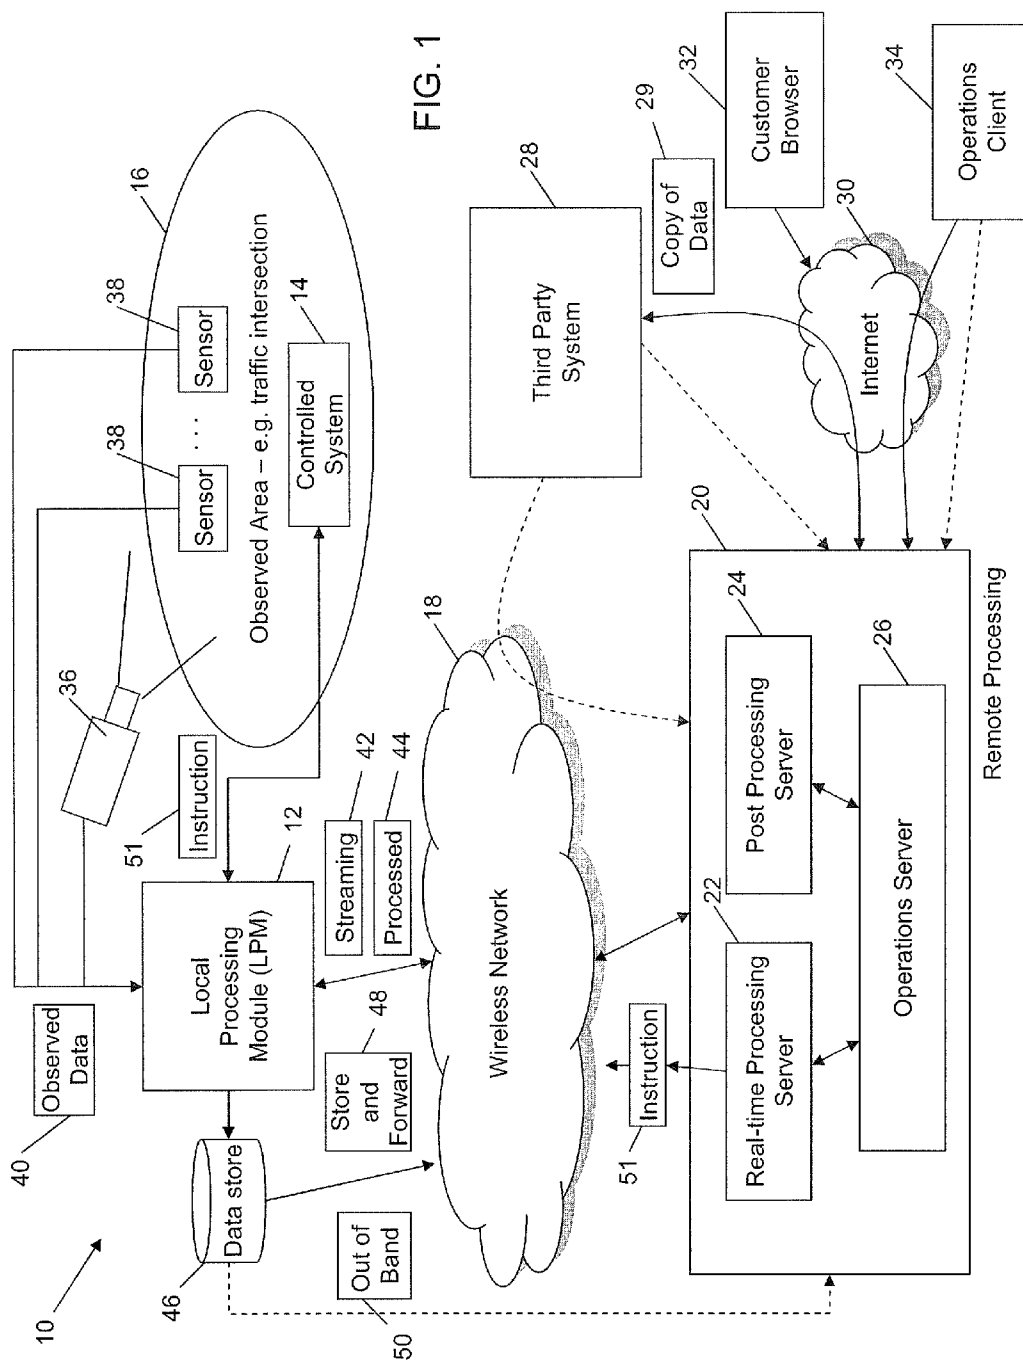 10
40
Observed
Data
46
Data store
50
Out of
Band
48
Store
and
Forward
12
Local
Processing
Module (LPM)
42
Streaming
44
Processed
51
Instruction
36
38
Sensor
. . . .
38
Sensor
16
Observed Area – e.g. traffic intersection
14
Controlled
System
FIG. 1
18
Wireless Network
51
Instruction
28
Third Party
System
29
Copy of
Data
32
Customer
Browser
30
Internet
34
Operations
Client
20
22
Real-time Processing
Server
24
Post Processing
Server
26
Operations Server
Remote Processing